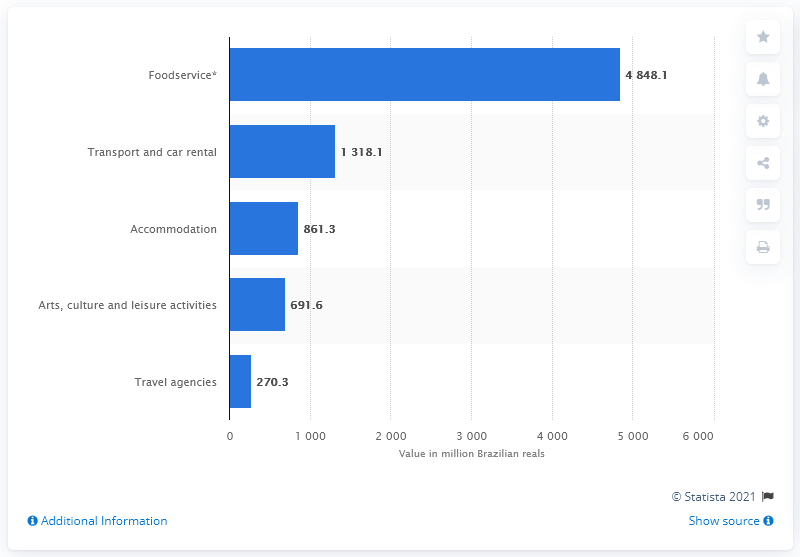 Foodservice* 4 848.1
Transport and car rental 1 318.1
Accommodation 861.3
Arts, culture and leisure activities 691.6
Travel agencies 270.3
0 1 000 2 000 3 000 4 000 5 000 6 000
Value in million Brazilian reals
© Statista 2021
Additional Information Show source